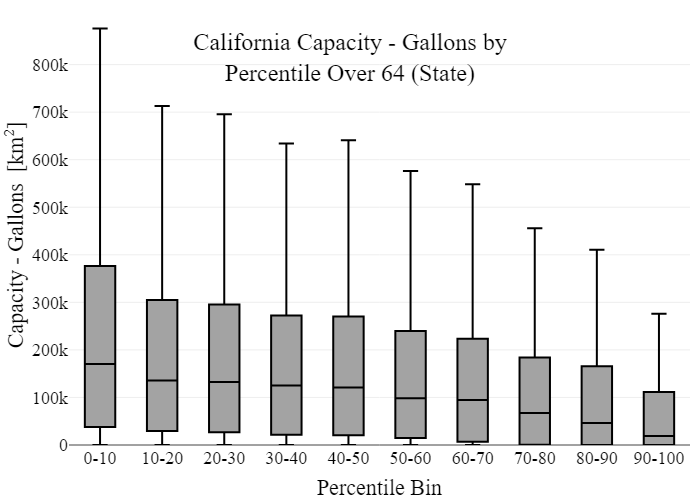 California Capacity - Gallons by
Percentile Over 64 (State)
Capacity - Gallons [km²]
800k
700k
600k
500k
400k
300k
200k
100k
0
0-10 10-20 20-30 30-40 40-50 50-60 60-70 70-80 80-90 90-100
Percentile Bin